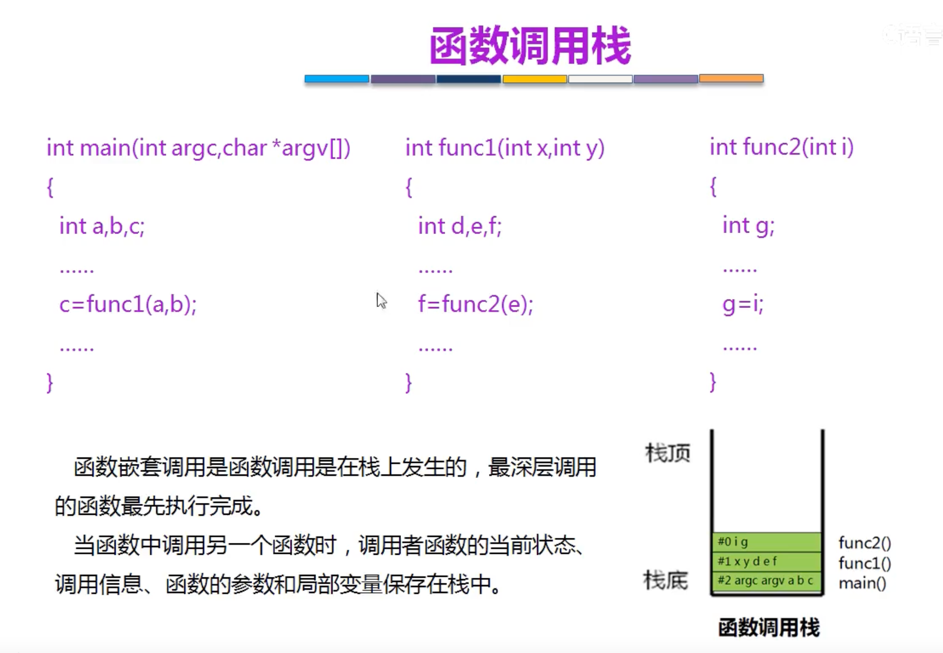 函数调用栈
int main(int argc,char *argv[])
{
int a,b,c;
......
c=func1(a,b);
......
}
int func1(int x,int y)
{
int d,e,f;
......
f=func2(e);
......
}
int func2(int i)
{
int g;
......
g=i;
......
}
函数嵌套调用是函数调用是在栈上发生的，最深层调用
的函数最先执行完成。
当函数中调用另一个函数时，调用者函数的当前状态、
调用信息、函数的参数和局部变量保存在栈中。
栈顶
#0 i g func2()
#1 x y d e f func1()
栈底 #2 argc argv a b c main()
函数调用栈